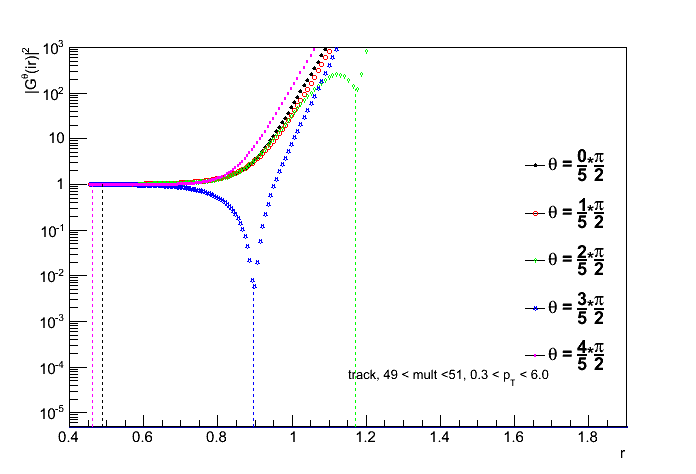 |G^θ(ir)|²
10³
10²
10
1
10⁻¹
10⁻²
10⁻³
10⁻⁴
10⁻⁵
θ = 0/5 * π/2
θ = 1/5 * π/2
θ = 2/5 * π/2
θ = 3/5 * π/2
θ = 4/5 * π/2
track, 49 < mult <51, 0.3 < p_T < 6.0
0.4 0.6 0.8 1 1.2 1.4 1.6 1.8
r